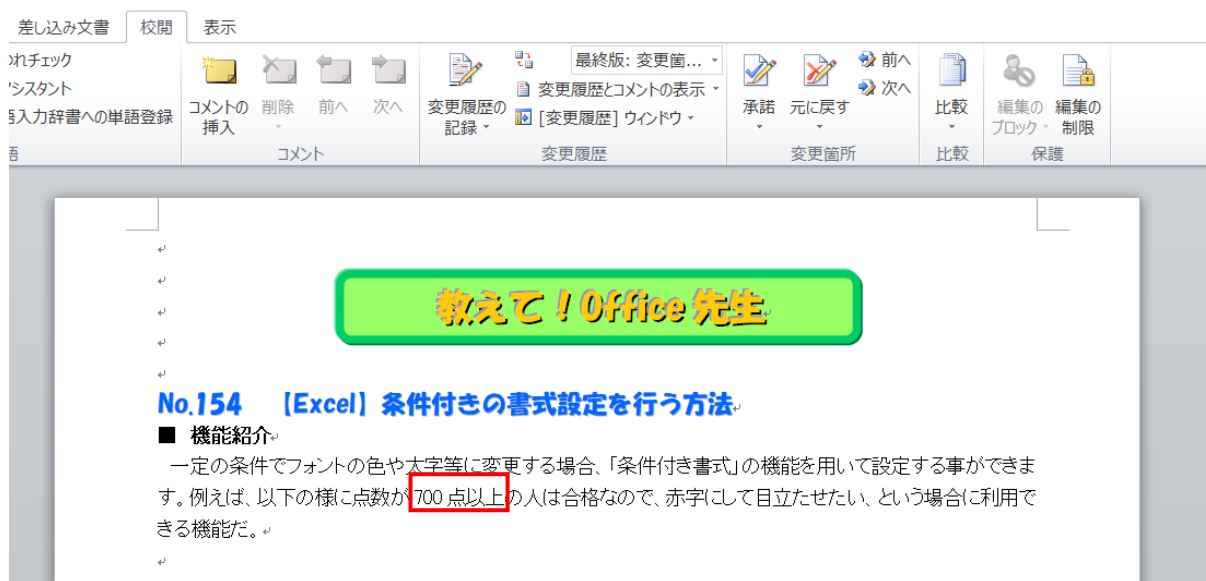 差し込み文書 校閲 表示
われチェック
アシスタント
語入力辞書への単語登録
語
コメントの挿入
削除
前へ
次へ
コメント
変更履歴の記録
最終版: 変更箇...
変更履歴とコメントの表示
[変更履歴] ウィンドウ
変更履歴
承諾
元に戻す
前へ
次へ
変更箇所
比較
比較
編集のブロック
編集の制限
保護
教えて!Office先生
No.154 【Excel】条件付きの書式設定を行う方法
■ 機能紹介
一定の条件でフォントの色や太字等に変更する場合、「条件付き書式」の機能を用いて設定する事ができま
す。例えば、以下の様に点数が700点以上の人は合格なので、赤字にして目立たせたい、という場合に利用で
きる機能だ。